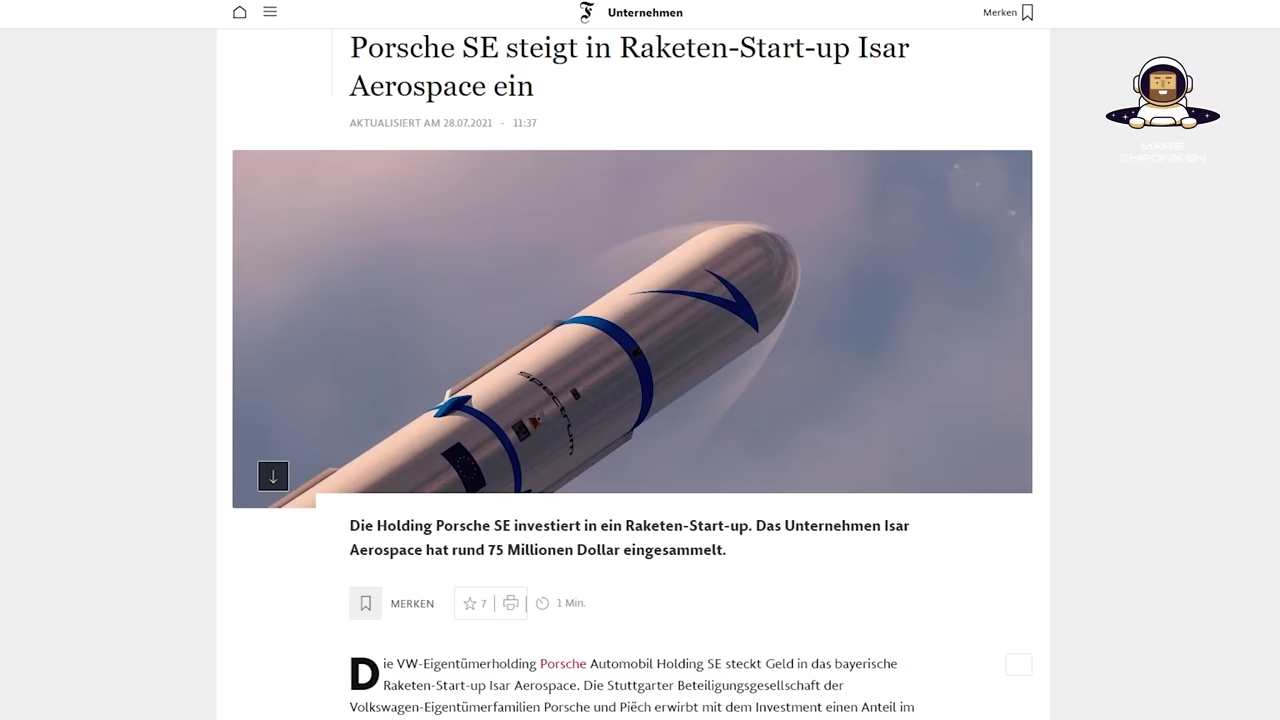 F Unternehmen
Merken
Porsche SE steigt in Raketen-Start-up Isar
Aerospace ein
AKTUALISIERT AM 28.07.2021 - 11:37
MARS
CHRONIKEN
spectrum
Die Holding Porsche SE investiert in ein Raketen-Start-up. Das Unternehmen Isar
Aerospace hat rund 75 Millionen Dollar eingesammelt.
MERKEN
7
1 Min.
Die VW-Eigentümerholding Porsche Automobil Holding SE steckt Geld in das bayerische
Raketen-Start-up Isar Aerospace. Die Stuttgarter Beteiligungsgesellschaft der
Volkswagen-Eigentümerfamilien Porsche und Piëch erwirbt mit dem Investment einen Anteil im